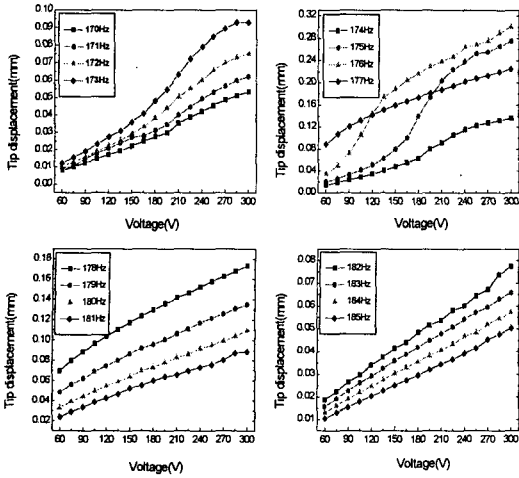 0.10
0.09
0.08
0.07
0.06
0.05
0.04
0.03
0.02
0.01
0.00
Tip displacement(mm)
170Hz
171Hz
172Hz
173Hz
60 90 120 150 180 210 240 270 300
Voltage(V)
0.32
0.28
0.24
0.20
0.16
0.12
0.08
0.04
0.00
Tip displacement(mm)
174Hz
175Hz
176Hz
177Hz
60 90 120 150 180 210 240 270 300
Voltage(V)
0.18
0.16
0.14
0.12
0.10
0.08
0.06
0.04
0.02
Tip displacement(mm)
178Hz
179Hz
180Hz
181Hz
60 90 120 150 180 210 240 270 300
Voltage(V)
0.08
0.07
0.06
0.05
0.04
0.03
0.02
0.01
Tip displacement(mm)
182Hz
183Hz
184Hz
185Hz
60 90 120 150 180 210 240 270 300
Voltage(V)